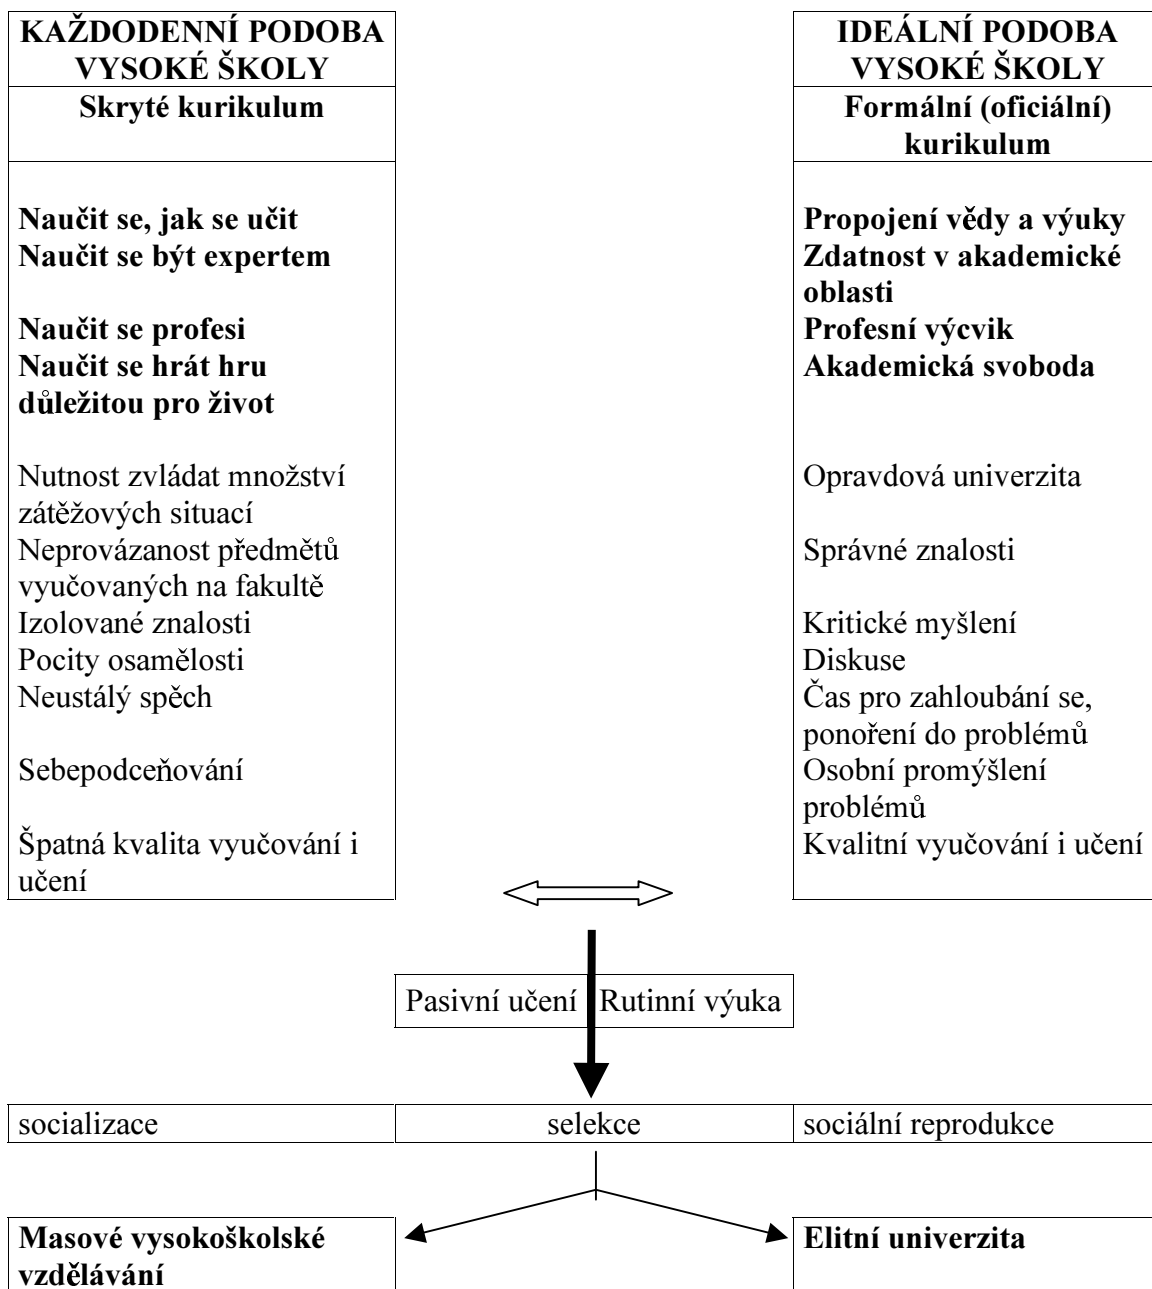 KAŽDODENNÍ PODOBA
VYSOKÉ ŠKOLY
Skryté kurikulum
Naučit se, jak se učit
Naučit se být expertem
Naučit se profesi
Naučit se hrát hru
důležitou pro život
Nutnost zvládat množství
zátěžových situací
Neprovázanost předmětů
vyučovaných na fakultě
Izolované znalosti
Pocity osamělosti
Neustálý spěch
Sebepodceňování
Špatná kvalita vyučování i
učení
IDEÁLNÍ PODOBA
VYSOKÉ ŠKOLY
Formální (oficiální)
kurikulum
Propojení vědy a výuky
Zdatnost v akademické
oblasti
Profesní výcvik
Akademická svoboda
Opravdová univerzita
Správné znalosti
Kritické myšlení
Diskuse
Čas pro zahloubání se,
ponoření do problémů
Osobní promýšlení
problémů
Kvalitní vyučování i učení
Pasivní učení Rutinní výuka
socializace selekce sociální reprodukce
Masové vysokoškolské
vzdělávání
Elitní univerzita